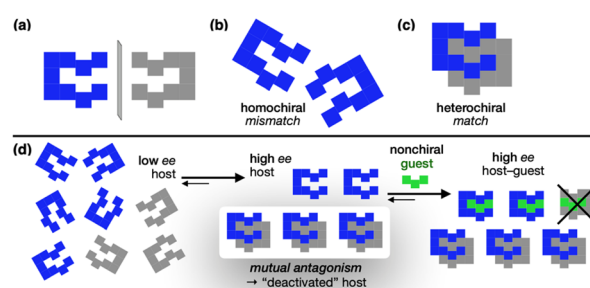 (a)
(b)
(c)
homochiral
mismatch
heterochiral
match
(d)
low ee
host
high ee
host
nonchiral
guest
high ee
host–guest
mutual antagonism
→ "deactivated" host